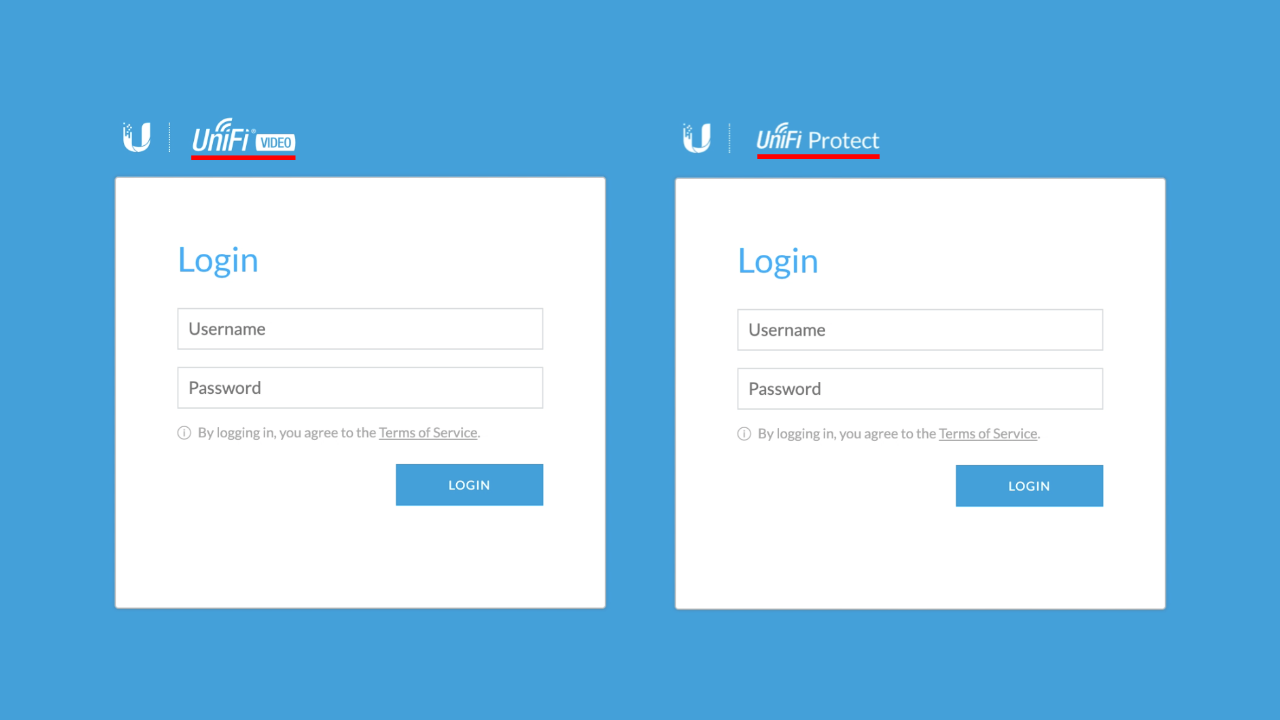 U UniFi® VIDEO
Login
Username
Password
By logging in, you agree to the Terms of Service.
LOGIN
U UniFi Protect
Login
Username
Password
By logging in, you agree to the Terms of Service.
LOGIN